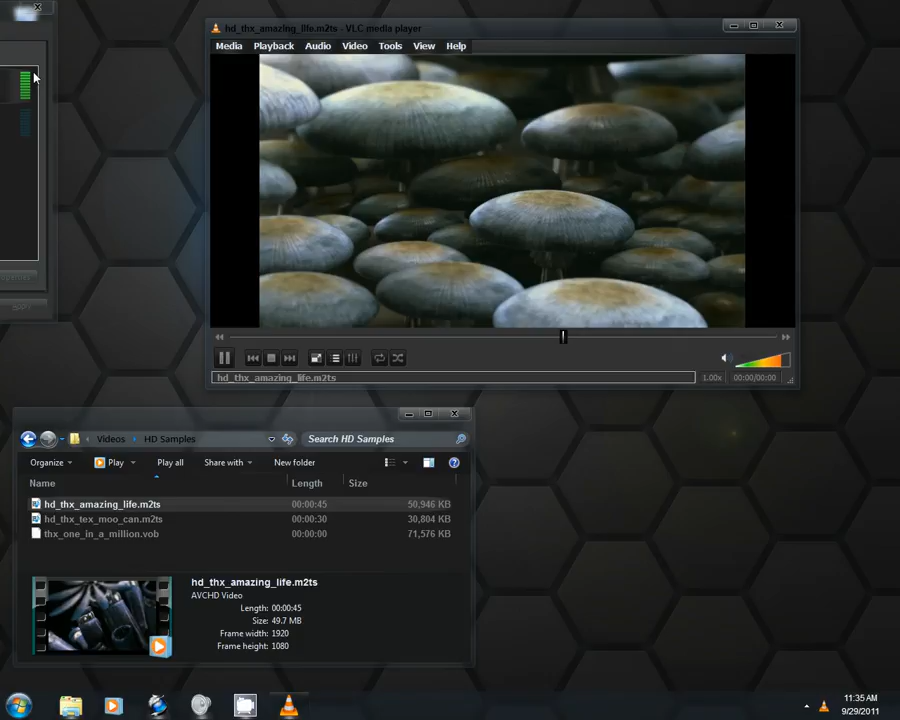 hd_thx_amazing_life.m2ts - VLC media player
Media Playback Audio Video Tools View Help
hd_thx_amazing_life.m2ts 1.00x 00:00/00:00
Videos HD Samples Search HD Samples
Organize Play Play all Share with New folder
Name Length Size
hd_thx_amazing_life.m2ts 00:00:45 50,946 KB
hd_thx_tex_moo_can.m2ts 00:00:30 30,804 KB
thx_one_in_a_million.vob 00:00:00 71,576 KB
hd_thx_amazing_life.m2ts
AVCHD Video
Length: 00:00:45
Size: 49.7 MB
Frame width: 1920
Frame height: 1080
11:35 AM
9/29/2011